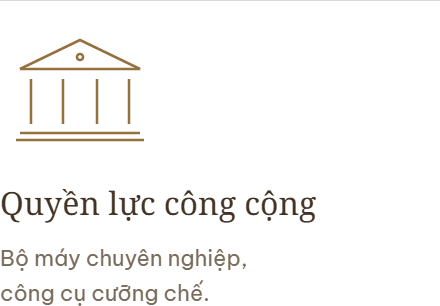 Quyền lực công cộng
Bộ máy chuyên nghiệp,
công cụ cưỡng chế.